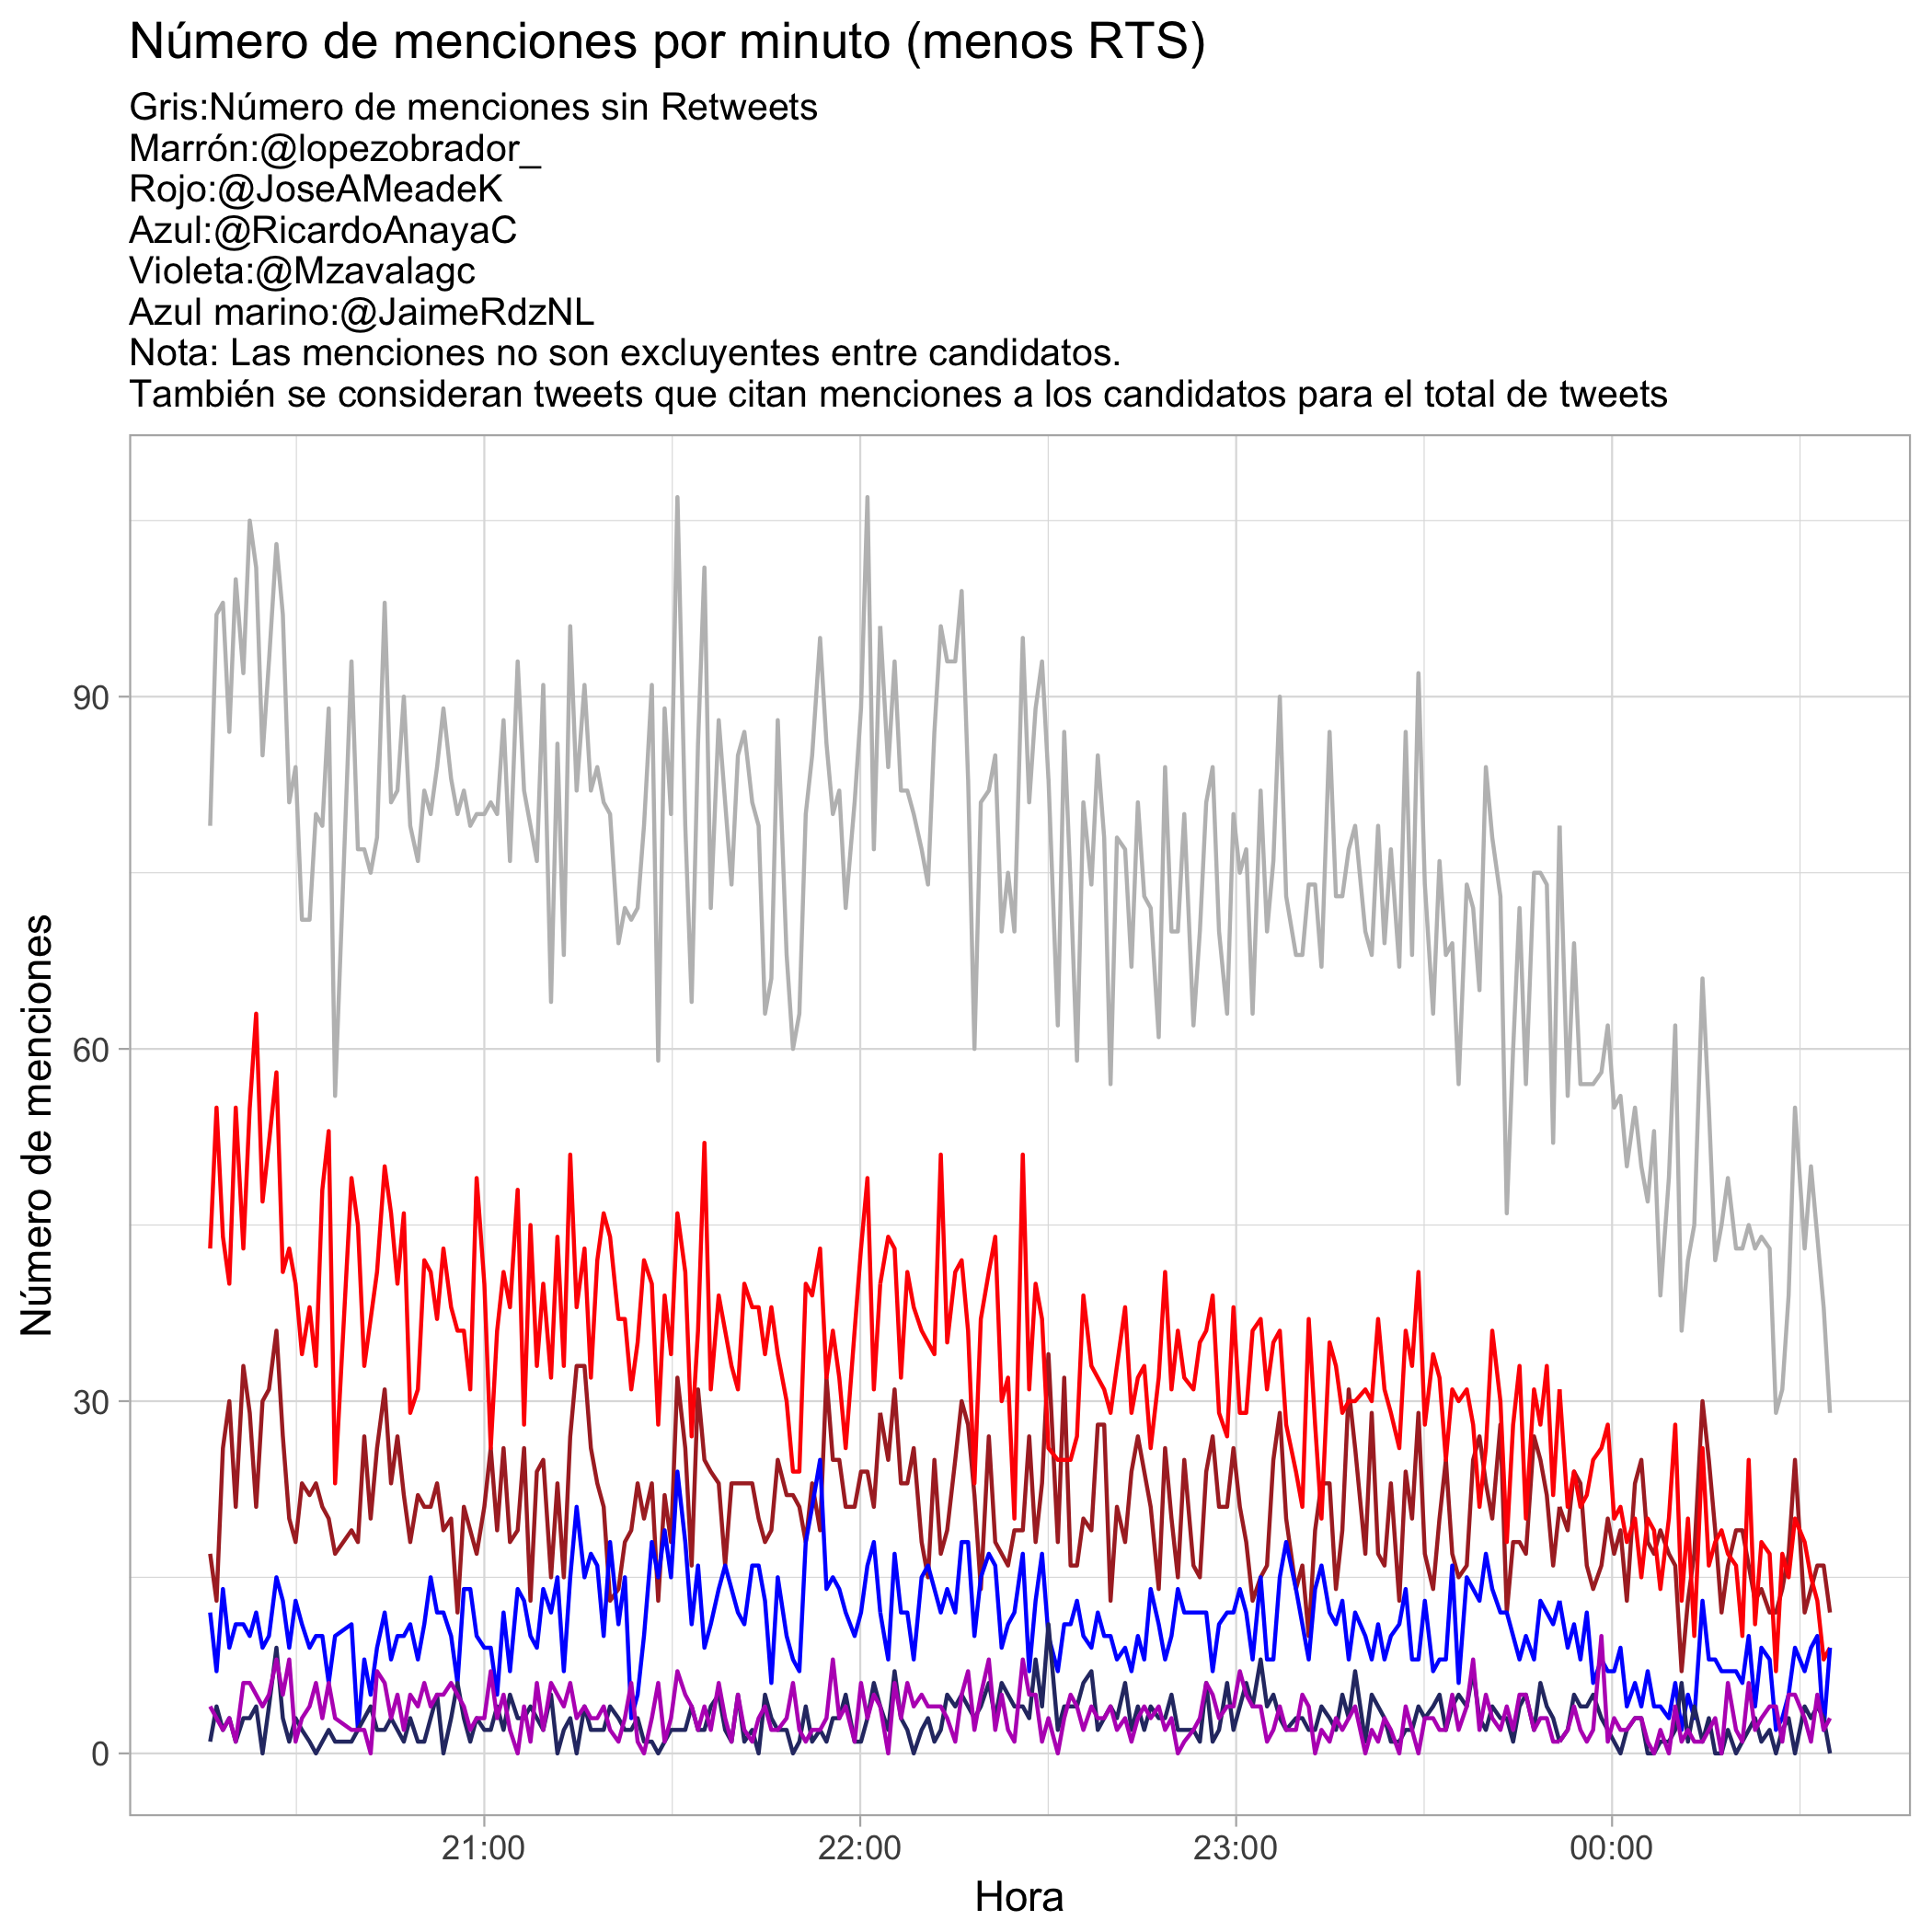 Número de menciones por minuto (menos RTS)
Gris:Número de menciones sin Retweets
Marrón:@lopezobrador_
Rojo:@JoseAMeadeK
Azul:@RicardoAnayaC
Violeta:@Mzavalagc
Azul marino:@JaimeRdzNL
Nota: Las menciones no son excluyentes entre candidatos.
También se consideran tweets que citan menciones a los candidatos para el total de tweets
Número de menciones
90
60
30
0
21:00
22:00
23:00
00:00
Hora